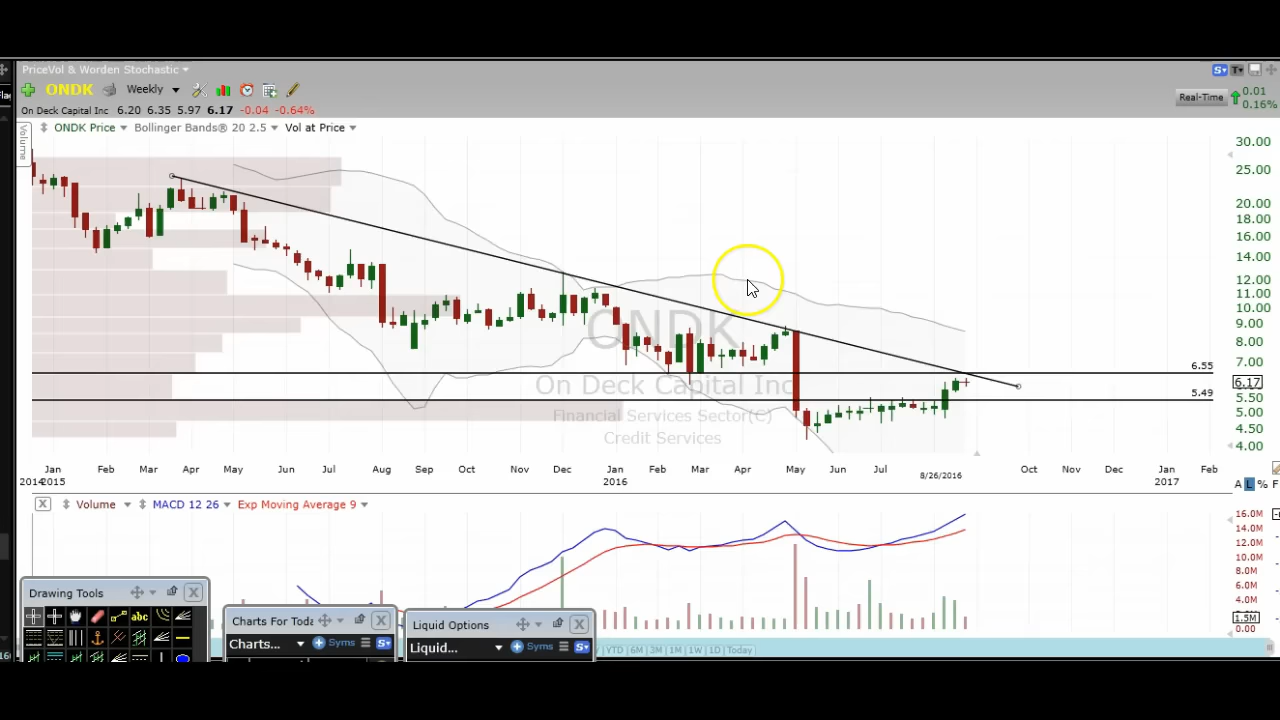 PriceVol & Worden Stochastic
ONDK Weekly
On Deck Capital Inc 6.20 6.35 5.97 6.17 -0.04 -0.64%
Real-Time 0.01 0.16%
ONDK Price Bollinger Bands® 20 2.5 Vol at Price
Volume
30.00
25.00
20.00
18.00
16.00
14.00
12.00
11.00
10.00
9.00
8.00
7.00
6.55
6.17
5.49
5.50
5.00
4.50
4.00
ONDK
On Deck Capital Inc
Financial Services Sector(C)
Credit Services
Jan Feb Mar Apr May Jun Jul Aug Sep Oct Nov Dec Jan Feb Mar Apr May Jun Jul 8/26/2016 Oct Nov Dec Jan Feb
2014 2015 2016 2017
A L % F
X Volume MACD 12 26 Exp Moving Average 9
16.0M
14.0M
12.0M
10.0M
8.0M
6.0M
4.0M
1.5M
0.00
Drawing Tools X
abc
Charts For Toda X
Charts... Syms S
Liquid Options X
Liquid... Syms S
YTD 6M 3M 1M 1W 1D Today